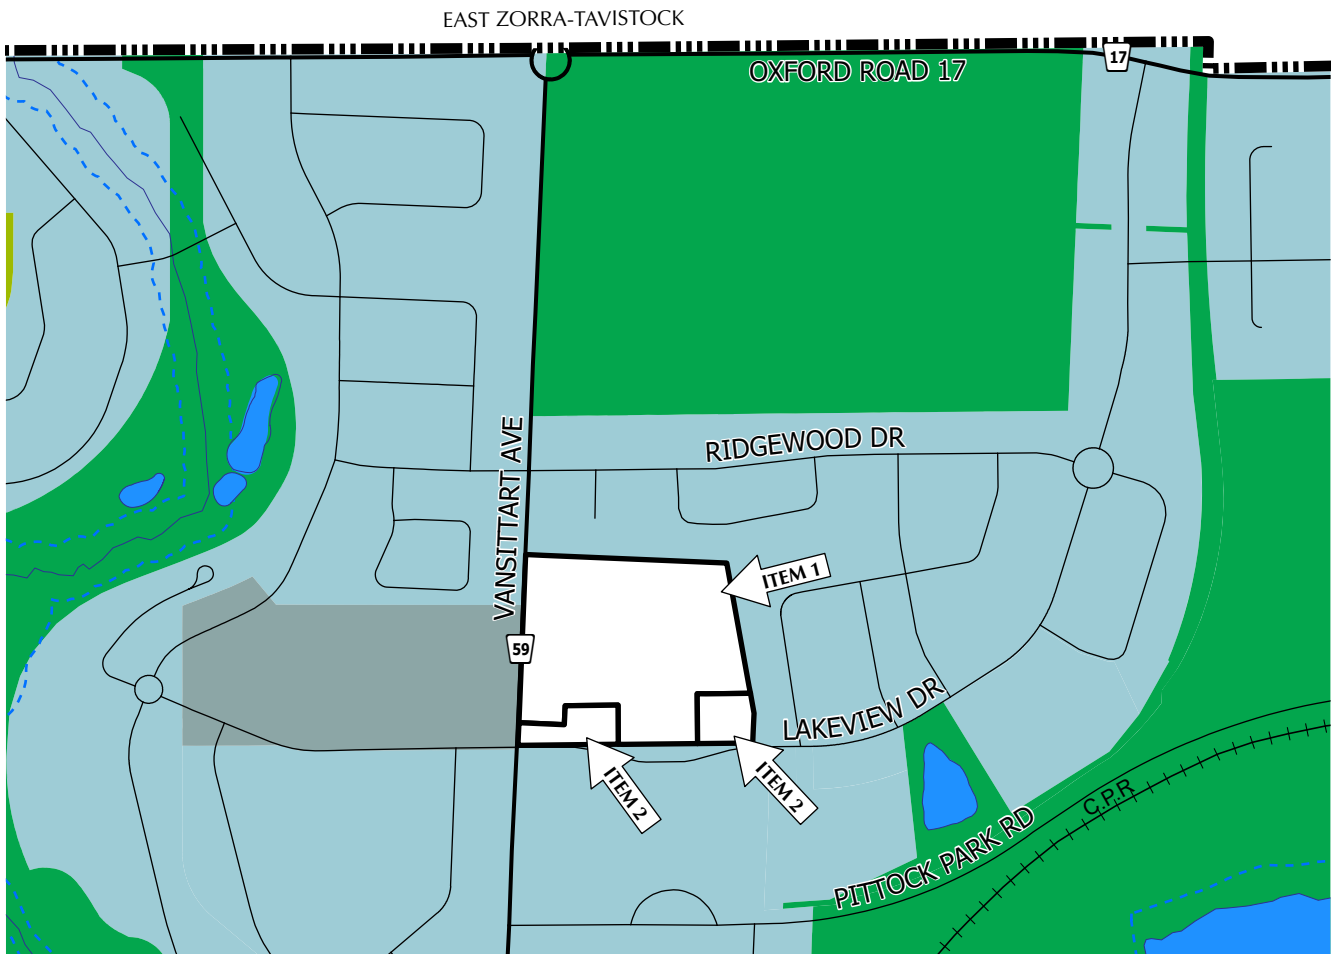 EAST ZORRA-TAVISTOCK
17
OXFORD ROAD 17
VANSITTART AVE
RIDGEWOOD DR
ITEM 1
59
LAKEVIEW DR
ITEM 2
ITEM 2
C.P.R
PITTOCK PARK RD